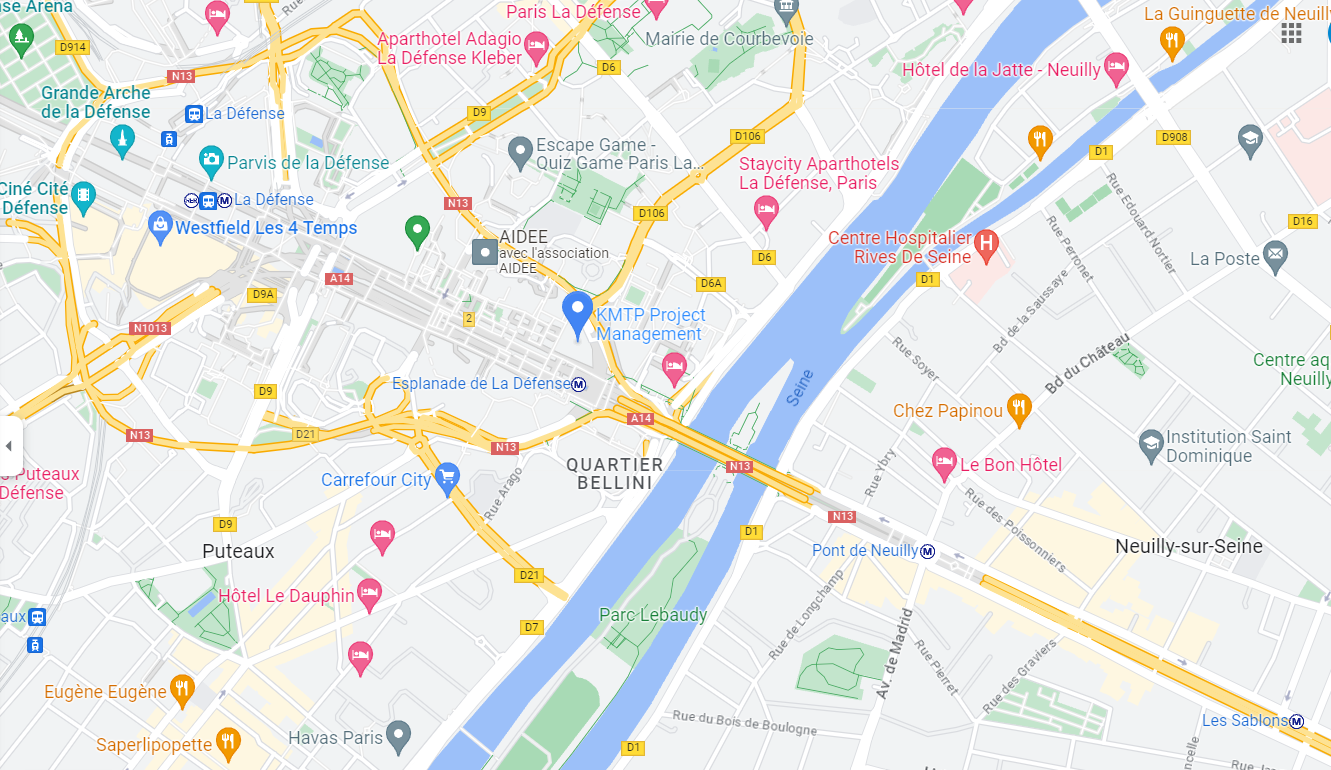 ase Arena
D914
N13
Paris La Défense
Aparthotel Adagio
La Défense Kleber
Mairie de Courbevoie
La Guinguette de Neuill
D6
Hôtel de la Jatte - Neuilly
Grande Arche
de la Défense
La Défense
D9
D106
D1
D908
Escape Game -
Quiz Game Paris La...
Parvis de la Défense
Staycity Aparthotels
La Défense, Paris
Ciné Cité
Défense
La Défense
N13
D106
Rue Edouard Nortier
D16
Westfield Les 4 Temps
AIDEE
avec l'association
AIDEE
Centre Hospitalier
Rives De Seine
Rue Perronet
La Poste
D6
A14
D6A
D1
D9A
2
KMTP Project
Management
Bd de la Saussaye
N1013
Rue Soyer
Bd du Château
Centre aq
Neuilly
Esplanade de La Défense
M
Seine
D9
Chez Papinou
A14
N13
D21
N13
Institution Saint
Dominique
QUARTIER
BELLINI
N13
Le Bon Hôtel
Puteaux
Défense
Carrefour City
Rue Arago
Rue Ybry
Rue des Poissonniers
D9
N13
D1
Puteaux
Pont de Neuilly
M
Neuilly-sur-Seine
D21
Hôtel Le Dauphin
Parc Lebaudy
Rue de Longchamp
aux
D7
Av. de Madrid
Rue Pierret
Rue des Graviers
Eugène Eugène
Rue du Bois de Boulogne
Les Sablons
M
Saperlipopette
Havas Paris
D1